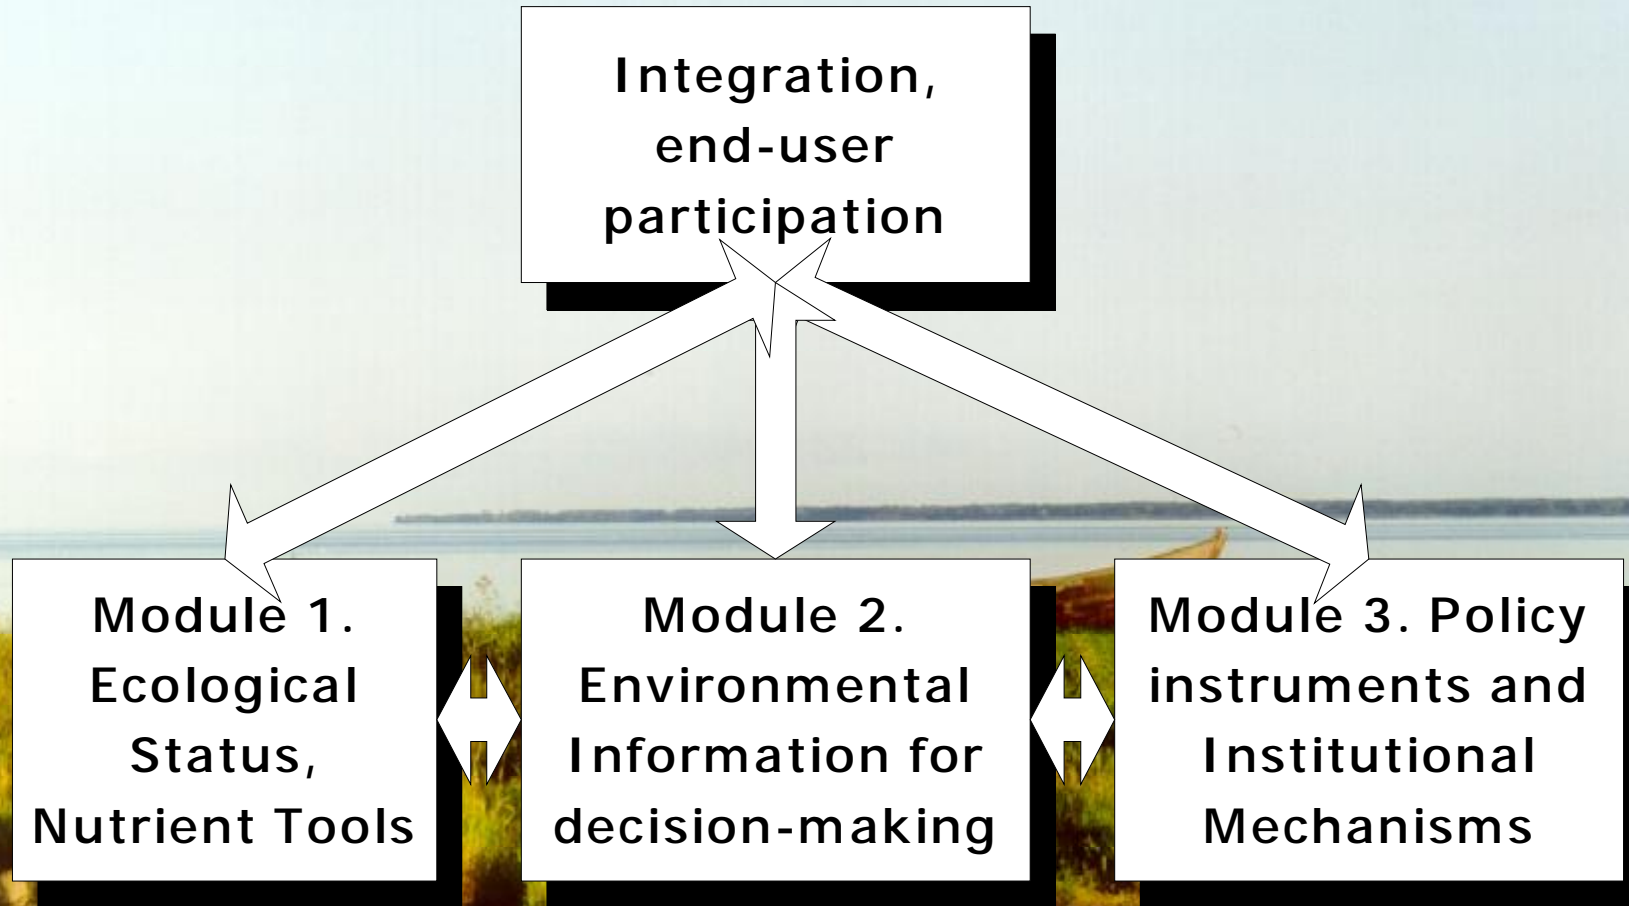 Integration,
end-user
participation
Module 1.
Ecological
Status,
Nutrient Tools
Module 2.
Environmental
Information for
decision-making
Module 3. Policy
instruments and
Institutional
Mechanisms